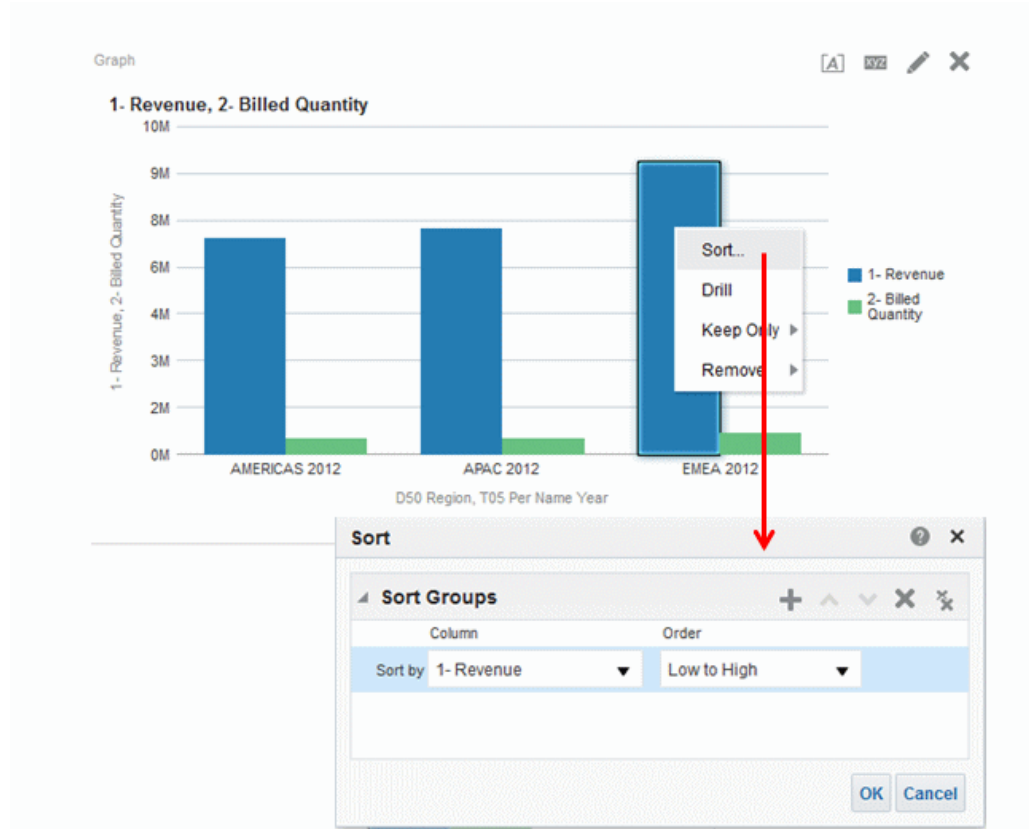 Graph
[A] xyz
1- Revenue, 2- Billed Quantity
10M
9M
8M
6M
4M
3M
2M
0M
1- Revenue, 2- Billed Quantity
AMERICAS 2012 APAC 2012 EMEA 2012
D50 Region, T05 Per Name Year
Sort...
Drill
Keep Only
Remove
1- Revenue
2- Billed
Quantity
Sort
Sort Groups
Column Order
Sort by 1- Revenue Low to High
OK Cancel